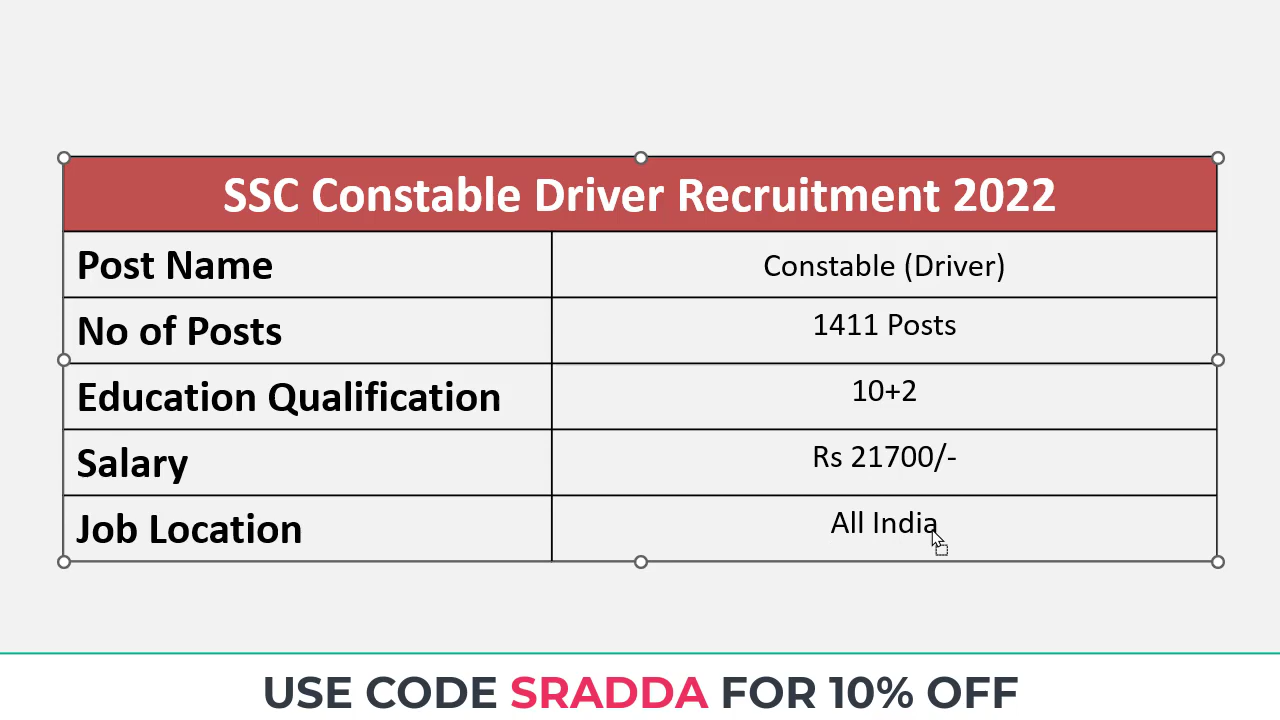 SSC Constable Driver Recruitment 2022
Post Name Constable (Driver)
No of Posts 1411 Posts
Education Qualification 10+2
Salary Rs 21700/-
Job Location All India
USE CODE SRADDA FOR 10% OFF